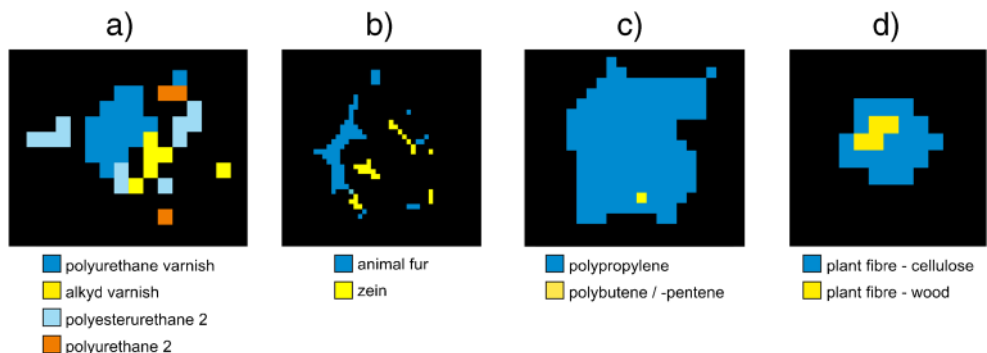 a)
b)
c)
d)
polyurethane varnish
alkyd varnish
polyesterurethane 2
polyurethane 2
animal fur
zein
polypropylene
polybutene / -pentene
plant fibre - cellulose
plant fibre - wood